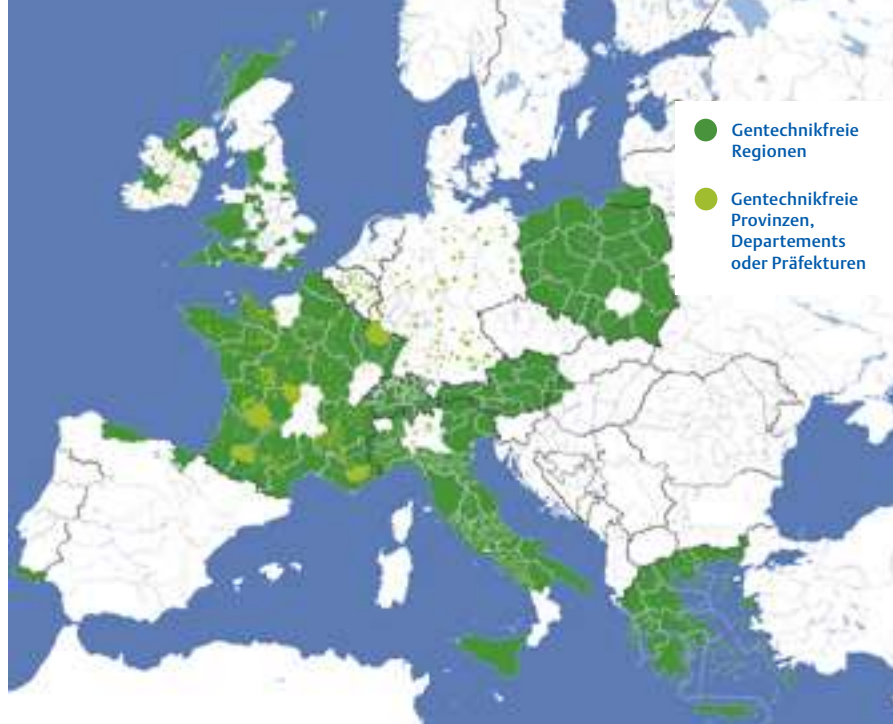 Gentechnikfreie
Regionen
Gentechnikfreie
Provinzen,
Departements
oder Präfekturen